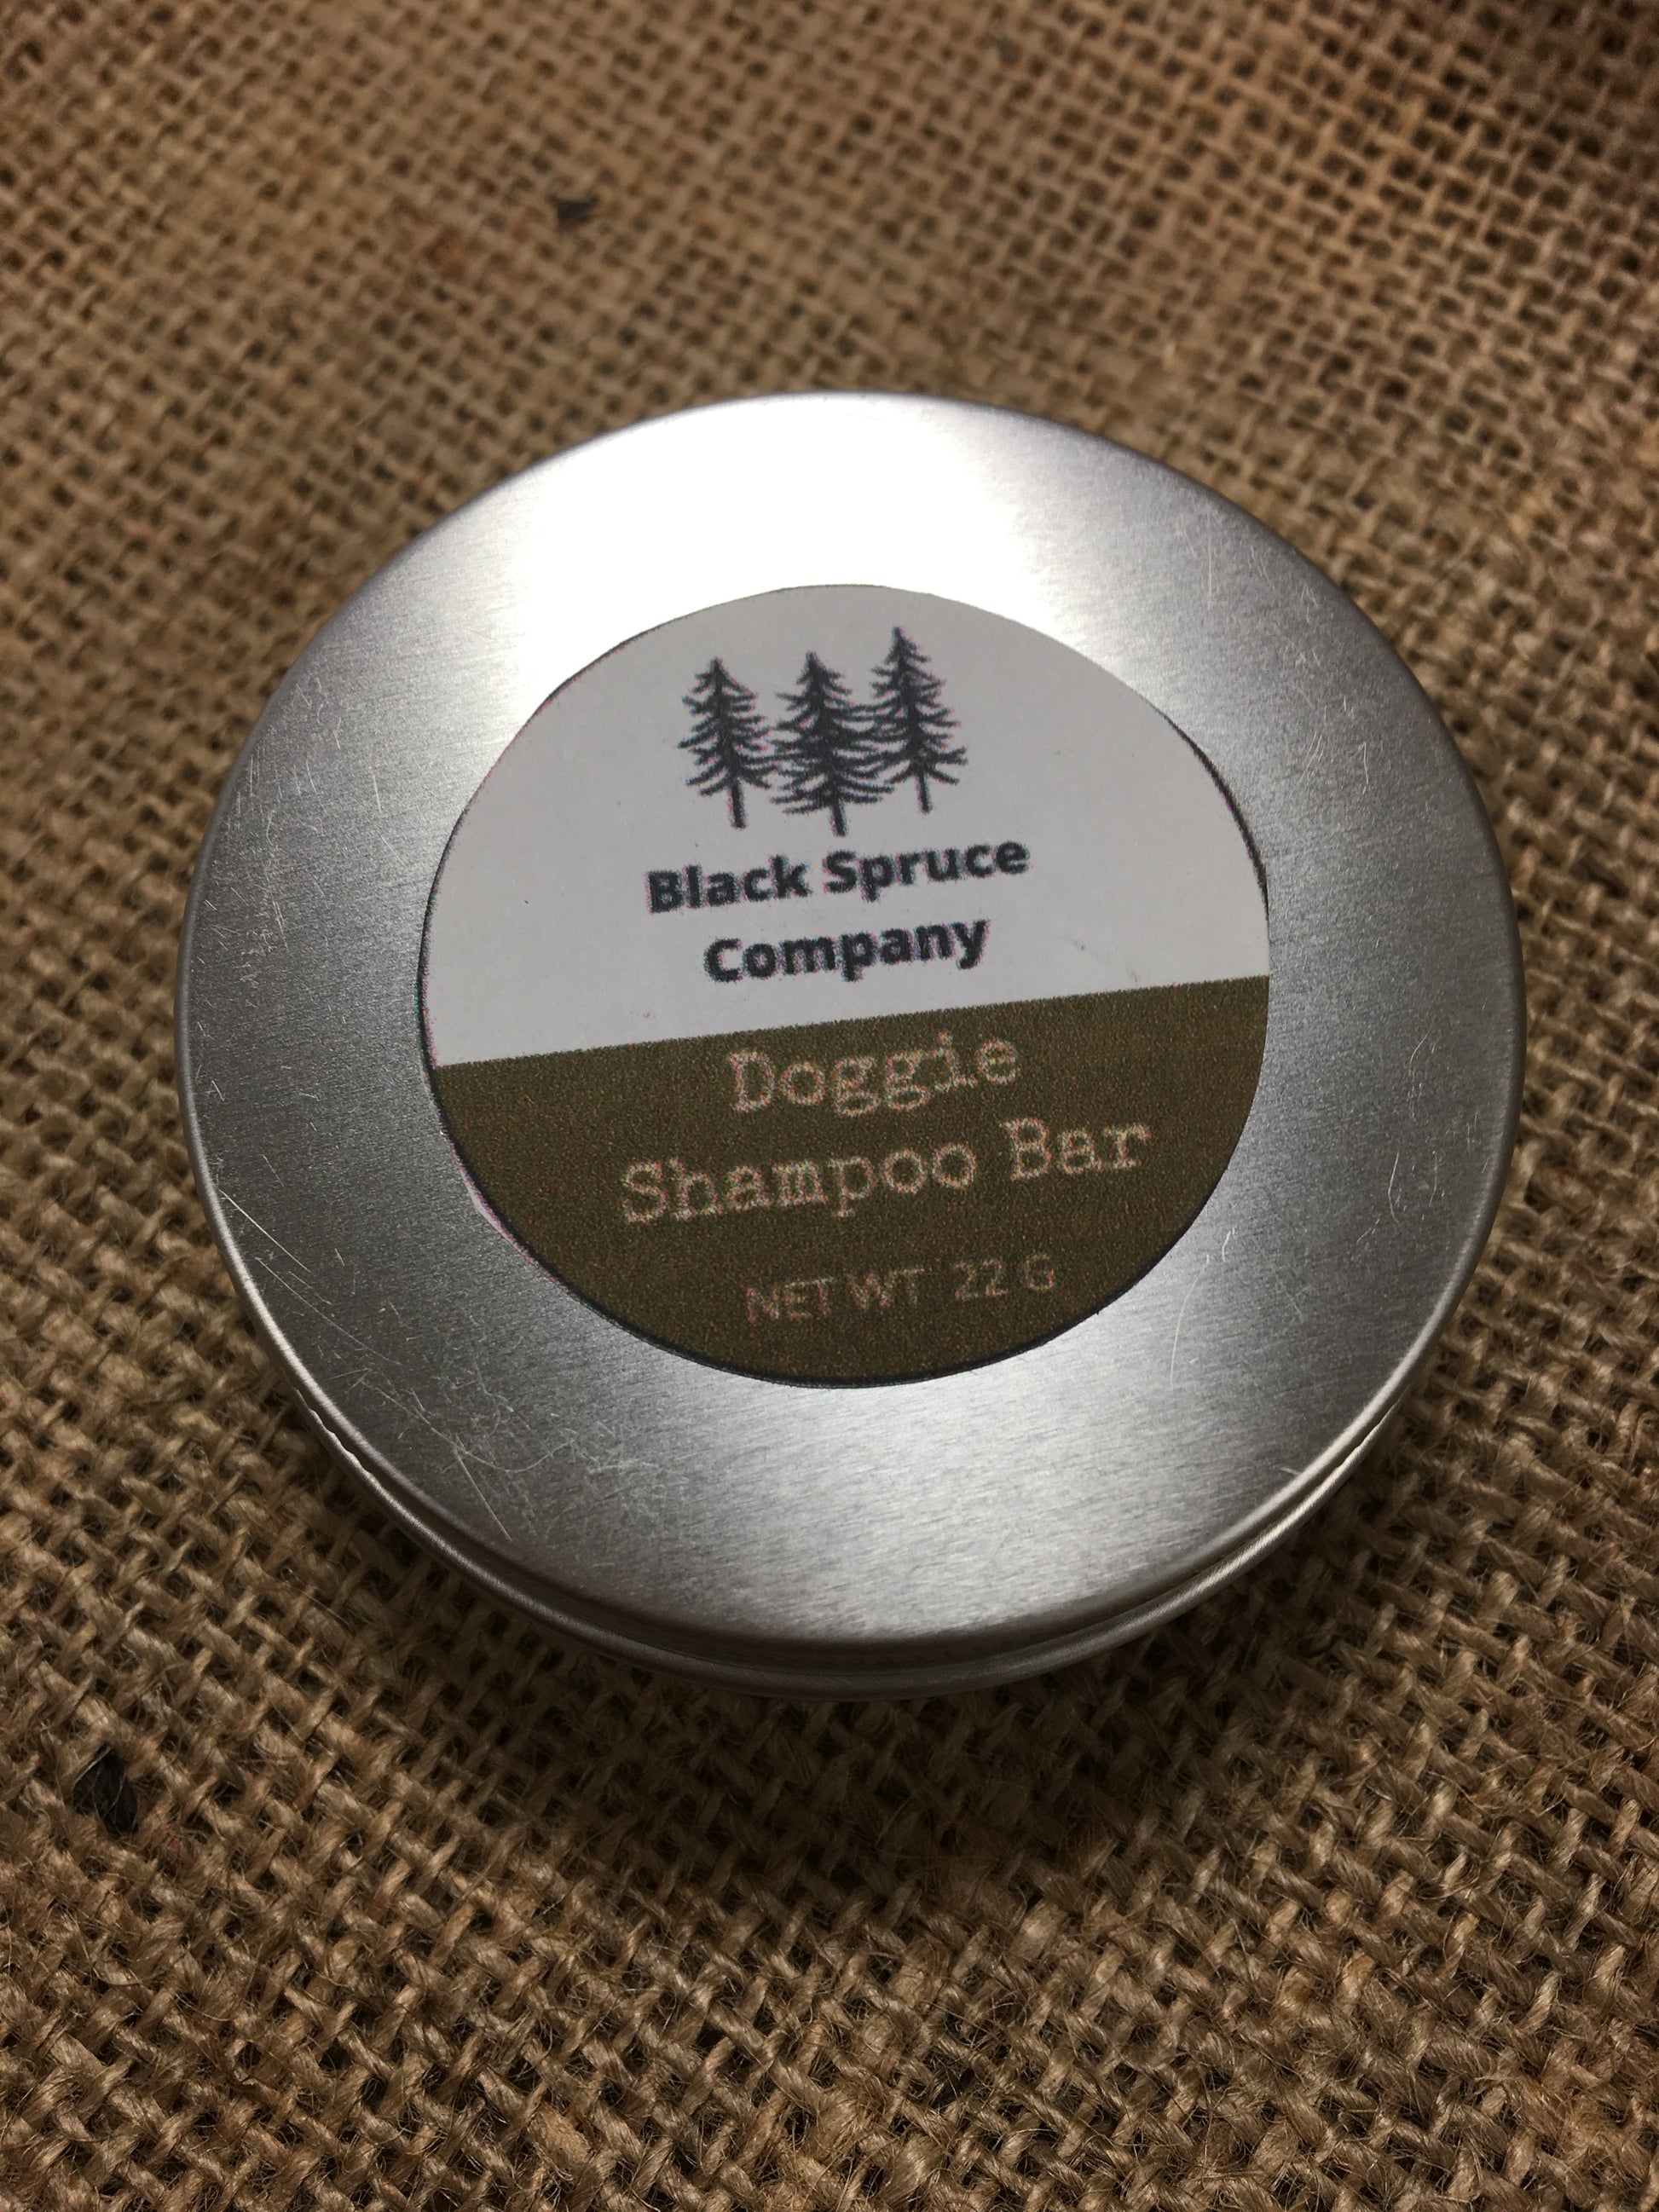 Black Spruce
Company
Doggie
Shampoo Bar
NET WT 22 G